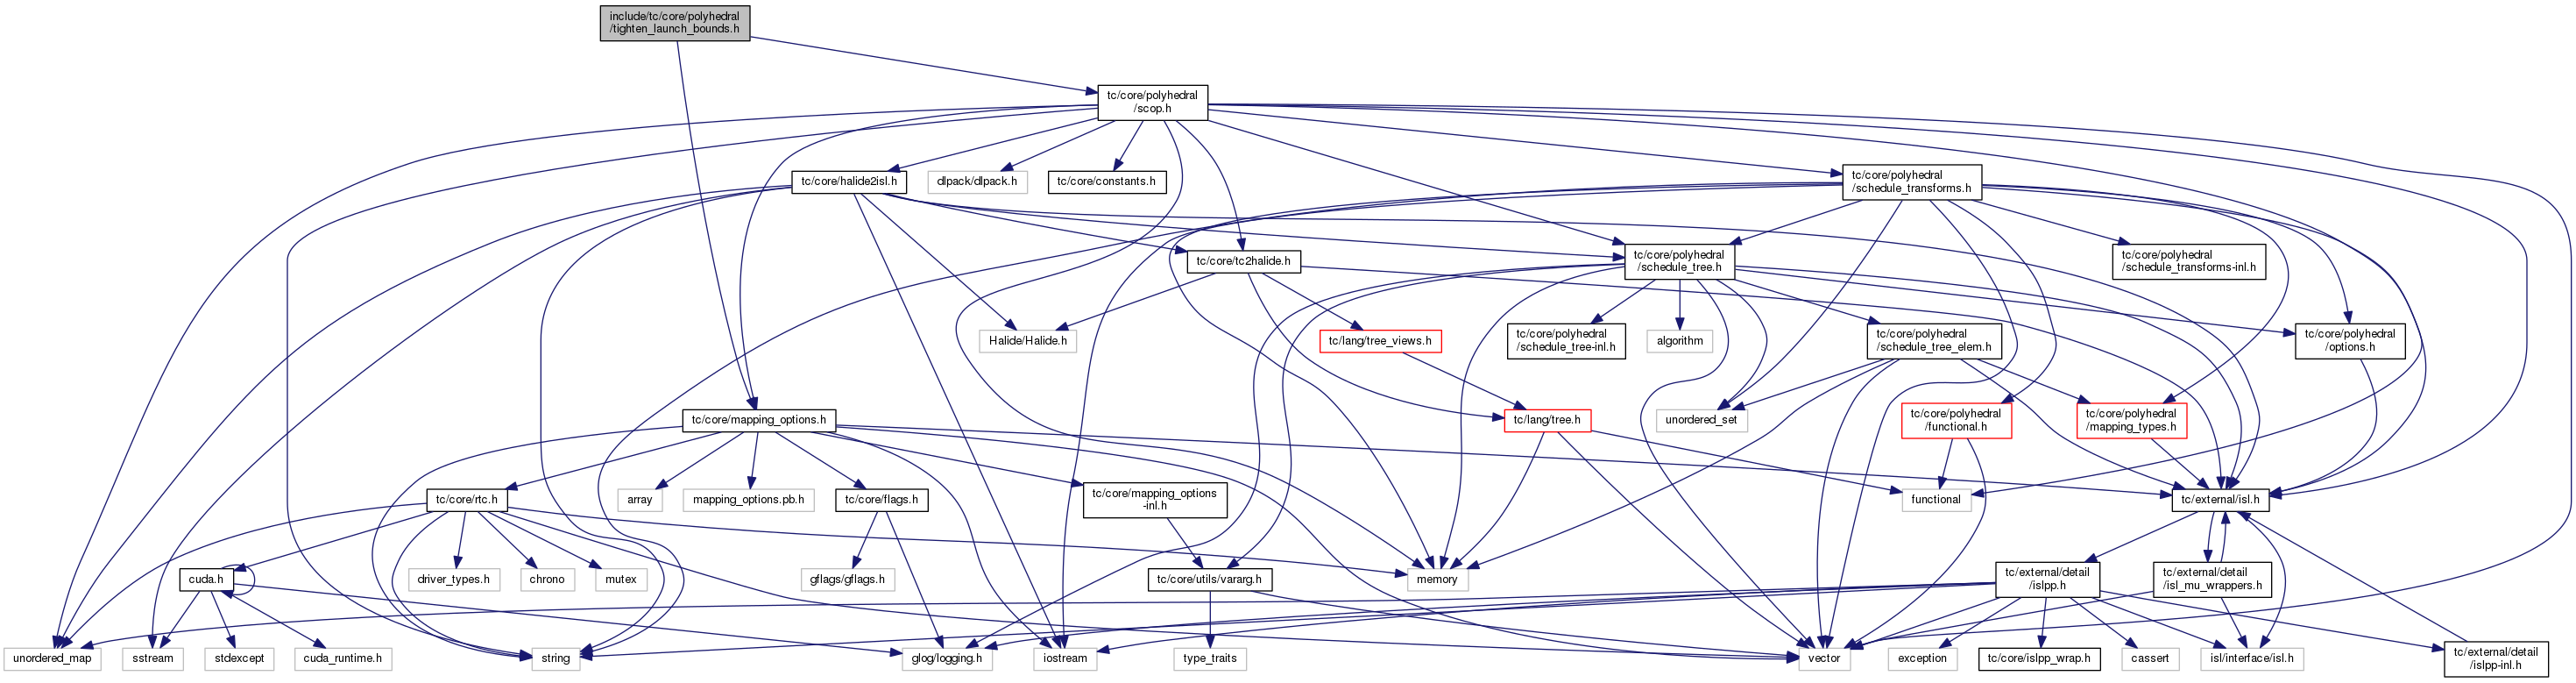 include/tc/core/polyhedral
/tighten_launch_bounds.h
tc/core/polyhedral
/scop.h
tc/core/halide2isl.h
dlpack/dlpack.h
tc/core/constants.h
tc/core/polyhedral
/schedule_transforms.h
tc/core/tc2halide.h
tc/core/polyhedral
/schedule_tree.h
tc/core/polyhedral
/schedule_transforms-inl.h
Halide/Halide.h
tc/lang/tree_views.h
tc/core/polyhedral
/schedule_tree-inl.h
algorithm
tc/core/polyhedral
/schedule_tree_elem.h
tc/core/polyhedral
/options.h
tc/core/mapping_options.h
tc/lang/tree.h
unordered_set
tc/core/polyhedral
/functional.h
tc/core/polyhedral
/mapping_types.h
tc/core/rtc.h
array
mapping_options.pb.h
tc/core/flags.h
tc/core/mapping_options
-inl.h
functional
tc/external/isl.h
cuda.h
driver_types.h
chrono
mutex
gflags/gflags.h
tc/core/utils/vararg.h
memory
tc/external/detail
/islpp.h
tc/external/detail
/isl_mu_wrappers.h
unordered_map
sstream
stdexcept
cuda_runtime.h
string
glog/logging.h
iostream
type_traits
vector
exception
tc/core/islpp_wrap.h
cassert
isl/interface/isl.h
tc/external/detail
/islpp-inl.h